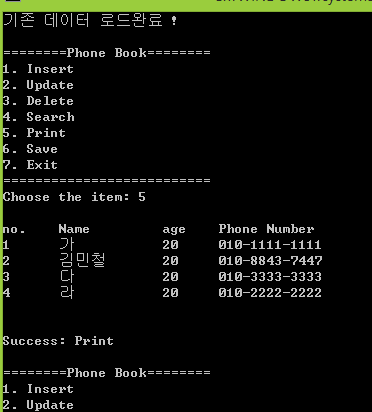 기존 데이터 로드완료 !
========Phone Book========
1. Insert
2. Update
3. Delete
4. Search
5. Print
6. Save
7. Exit
==========================
Choose the item: 5
no. Name age Phone Number
1 가 20 010-1111-1111
2 김민철 20 010-8843-7447
3 다 20 010-3333-3333
4 라 20 010-2222-2222
Success: Print
========Phone Book========
1. Insert
2. Update